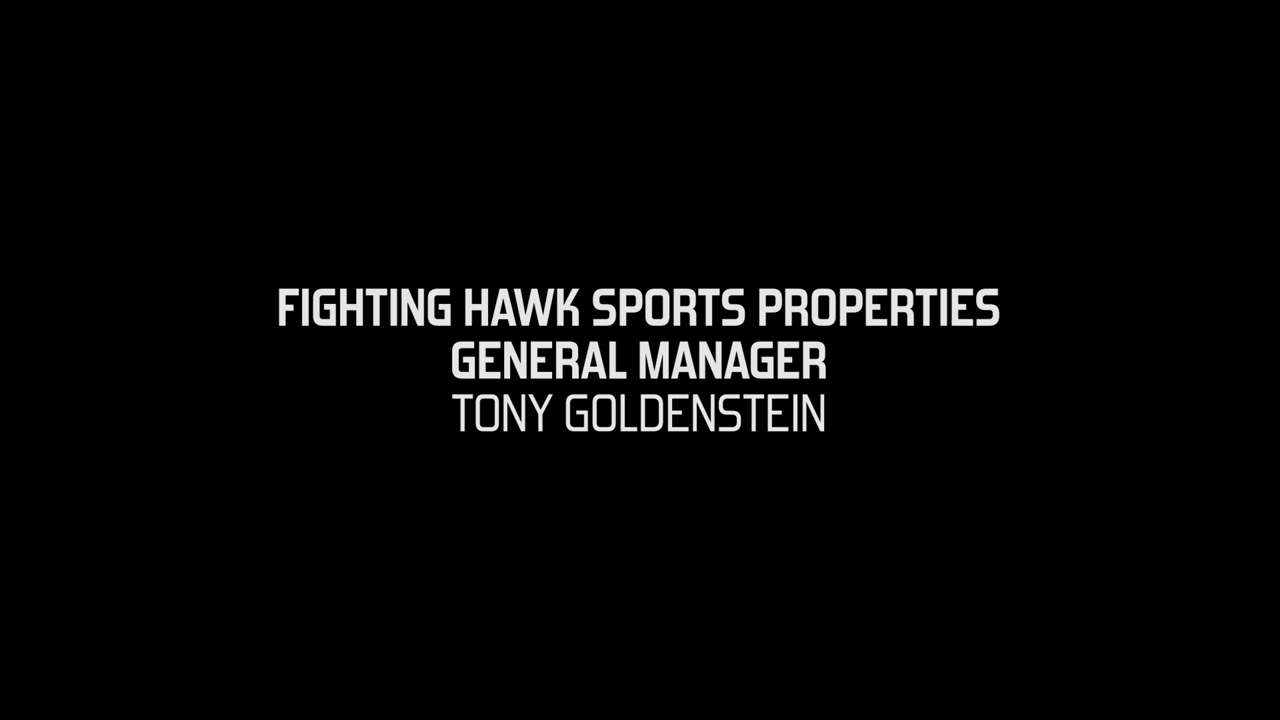 FIGHTING HAWK SPORTS PROPERTIES
GENERAL MANAGER
TONY GOLDENSTEIN